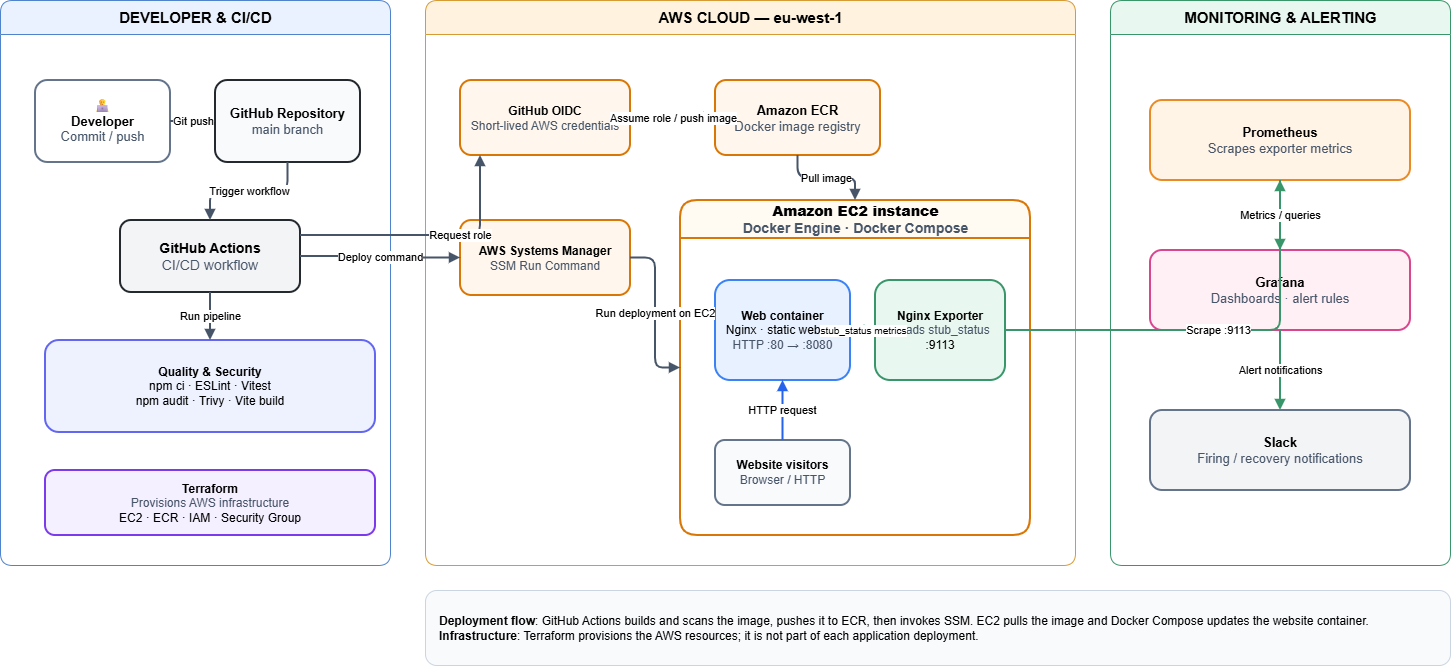 DEVELOPER & CI/CD
Developer
Commit / push
Git push
GitHub Repository
main branch
Trigger workflow
GitHub Actions
CI/CD workflow
Run pipeline
Quality & Security
npm ci · ESLint · Vitest
npm audit · Trivy · Vite build
Terraform
Provisions AWS infrastructure
EC2 · ECR · IAM · Security Group
AWS CLOUD — eu-west-1
GitHub OIDC
Short-lived AWS credentials
Assume role / push image
Amazon ECR
Docker image registry
Pull image
Request role
Deploy command
AWS Systems Manager
SSM Run Command
Run deployment on EC2
Amazon EC2 instance
Docker Engine · Docker Compose
Web container
Nginx · static
HTTP :80 → :8080
stub_status metrics
Nginx Exporter
stub_status
:9113
HTTP request
Website visitors
Browser / HTTP
MONITORING & ALERTING
Prometheus
Scrapes exporter metrics
Metrics / queries
Grafana
Dashboards · alert rules
Scrape :9113
Alert notifications
Slack
Firing / recovery notifications
Deployment flow: GitHub Actions builds and scans the image, pushes it to ECR, then invokes SSM. EC2 pulls the image and Docker Compose updates the website container.
Infrastructure: Terraform provisions the AWS resources; it is not part of each application deployment.